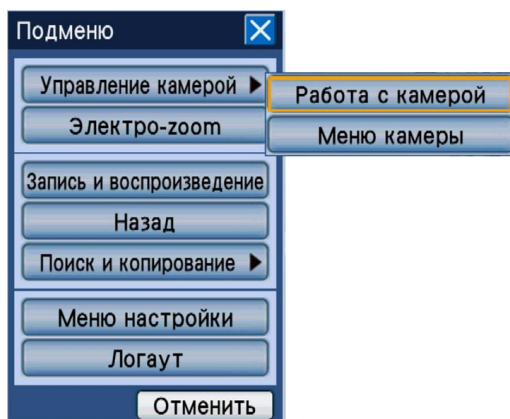 Подменю
Управление камерой
Работа с камерой
Электро-zoom
Меню камеры
Запись и воспроизведение
Назад
Поиск и копирование
Меню настройки
Логаут
Отменить